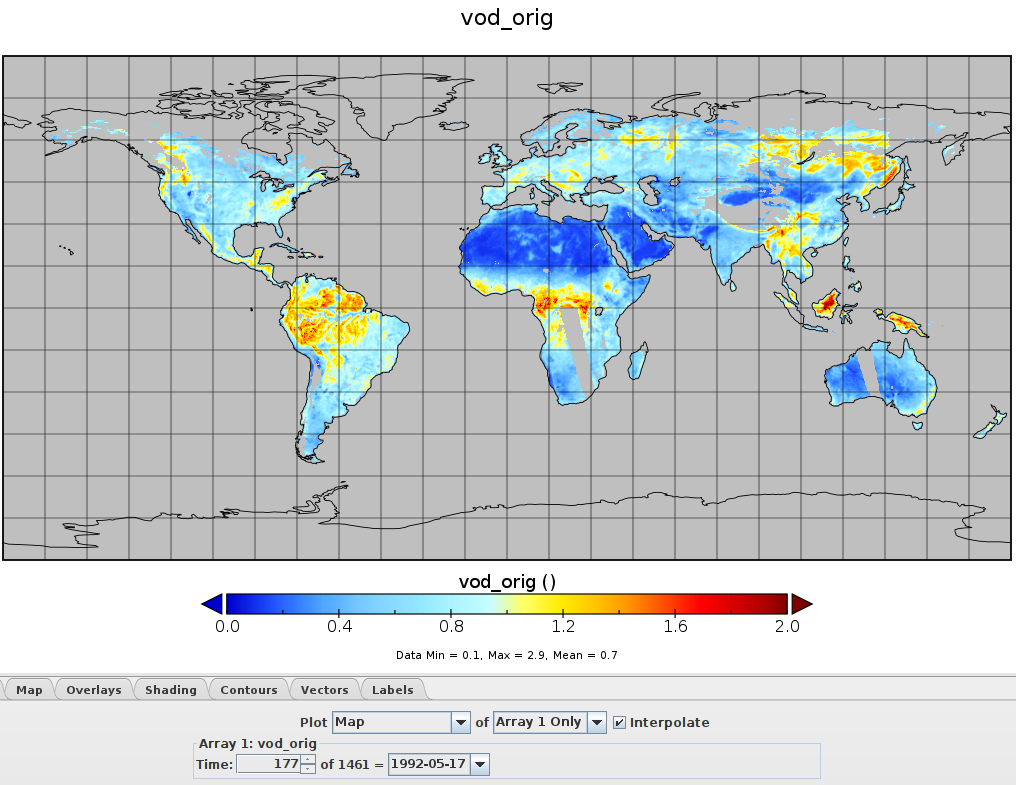 vod_orig
vod_orig ()
0.0 0.4 0.8 1.2 1.6 2.0
Data Min = 0.1, Max = 2.9, Mean = 0.7
Map Overlays Shading Contours Vectors Labels
Plot Map of Array 1 Only Interpolate
Array 1: vod_orig
Time: 177 of 1461 = 1992-05-17